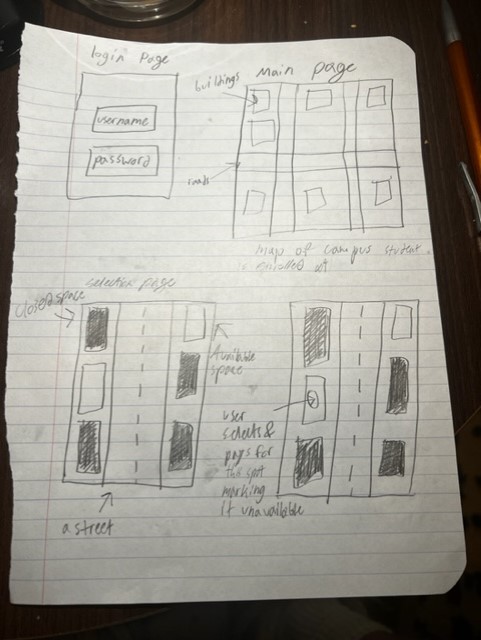 login Page
username
password
Main page
buildings
roads
Map of campus student
is enrolled at
selection page
closed space
Available
space
a street
user
selects &
pays for
the spot
marking
it unavailable